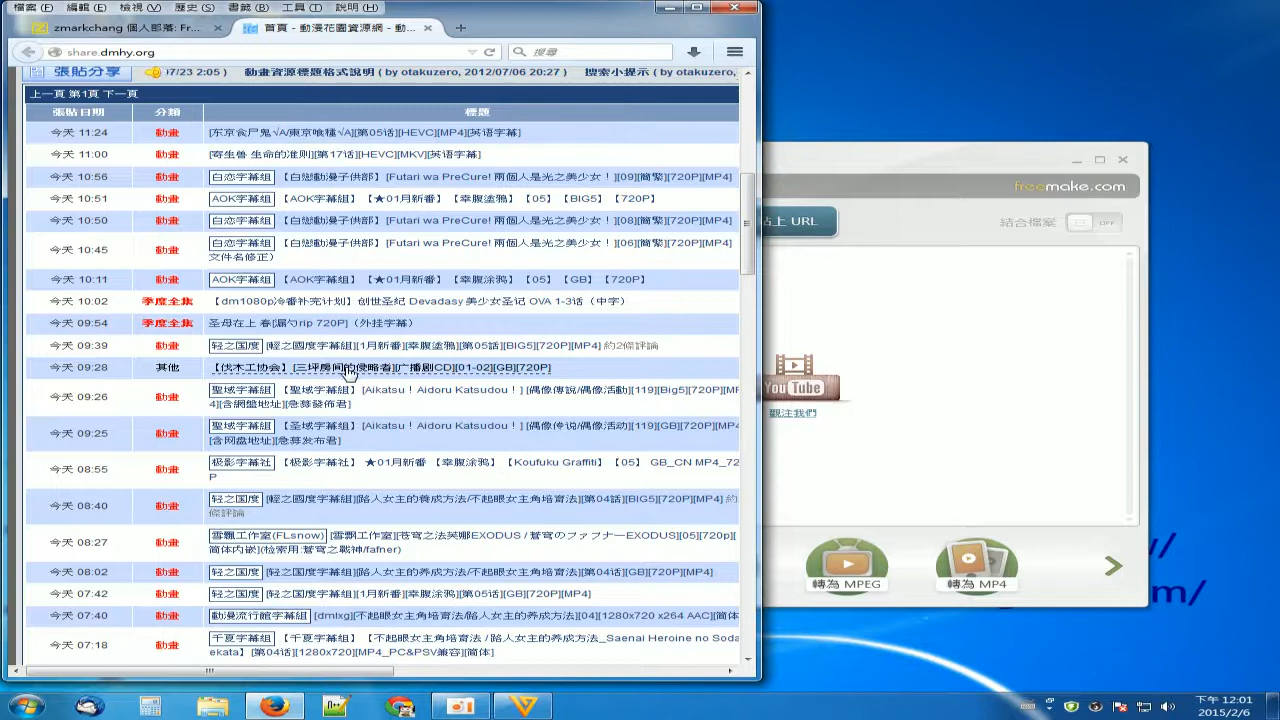 檔案 (F) 編輯 (E) 檢視 (V) 歷史 (S) 書籤 (B) 工具 (T) 說明 (H)
zmarkchang 個人部落: Fr...
首頁 - 動漫花園資源網 - 動...
share.dmhy.org
搜尋
張貼分享
07/23 2:05 ) 動畫資源標題格式說明 ( by otakuzero, 2012/07/06 20:27 ) 搜索小提示 ( by otakuzero,
上一頁 第1頁 下一頁
張貼日期 分類 標題
今天 11:24 動畫 [东京食尸鬼√A/東京喰種√A][第05话][HEVC][MP4][英语字幕]
今天 11:00 動畫 [寄生兽 生命的准则][第17话][HEVC][MKV][英语字幕]
今天 10:56 動畫 白恋字幕组 【白戀動漫子供部】 [Futari wa PreCure! 兩個人是光之美少女！][09][簡繁][720P][MP4]
今天 10:51 動畫 AOK字幕組 【AOK字幕組】 【★01月新番】 【幸腹塗鴉】 【05】 【BIG5】 【720P】
今天 10:50 動畫 白恋字幕组 【白戀動漫子供部】 [Futari wa PreCure! 兩個人是光之美少女！][08][簡繁][720P][MP4]
今天 10:45 動畫 白恋字幕组 【白戀動漫子供部】 [Futari wa PreCure! 兩個人是光之美少女！][06][簡繁][720P][MP4]
文件名修正）
今天 10:11 動畫 AOK字幕組 【AOK字幕組】 【★01月新番】 【幸腹涂鸦】 【05】 【GB】 【720P】
今天 10:02 季度全集 【dm1080p冷番补充计划】创世圣纪 Devadasy 美少女圣记 OVA 1-3话（中字）
今天 09:54 季度全集 圣母在上 春[漏勺rip 720P]（外挂字幕）
今天 09:39 動畫 轻之国度 [輕之國度字幕組][1月新番][幸腹塗鴉][第05話][BIG5][720P][MP4] 約2條評論
今天 09:28 其他 【伐木工协会】[三坪房间的侵略者][广播剧CD][01-02][GB][720P]
今天 09:26 動畫 聖域字幕組 【聖域字幕組】 [Aikatsu！Aidoru Katsudou！] [偶像傳說/偶像活動][119][Big5][720P][MP
4][含網盤地址][急募發佈君]
今天 09:25 動畫 聖域字幕組 【圣域字幕组】 [Aikatsu！Aidoru Katsudou！] [偶像传说/偶像活动][119][GB][720P][MP4]
[含网盘地址][急募发布君]
今天 08:55 動畫 极影字幕社 【极影字幕社】 ★01月新番 【幸腹涂鸦】 【Koufuku Graffiti】 【05】 GB_CN MP4_72
P
今天 08:40 動畫 轻之国度 [輕之國度字幕組][路人女主的養成方法/不起眼女主角培育法][第04話][BIG5][720P][MP4] 約
條評論
今天 08:27 動畫 雪飄工作室(FLsnow) [雪飘工作室][苍穹之法芙娜EXODUS / 蒼穹のファフナーEXODUS][05][720p][
简体内嵌](检索用:蒼穹之戰神/fafner)
今天 08:02 動畫 轻之国度 [轻之国度字幕组][路人女主的养成方法/不起眼女主角培育法][第04话][GB][720P][MP4]
今天 07:42 動畫 轻之国度 [轻之国度字幕组][1月新番][幸腹涂鸦][第05话][GB][720P][MP4]
今天 07:40 動畫 動漫流行館字幕組 [dmlxg][不起眼女主角培育法/路人女主的养成方法][04][1280x720 x264 AAC][简体
今天 07:18 動畫 千夏字幕組 【千夏字幕组】 【不起眼女主角培育法 / 路人女主的养成方法_Saenai Heroine no Soda
ekata】[第04话][1280x720][MP4_PC&PSV兼容][简体]
freemake.com
貼上 URL
結合檔案
OFF
You Tube
觀注我們
轉為 MPEG
轉為 MP4
下午 12:01
2015/2/6